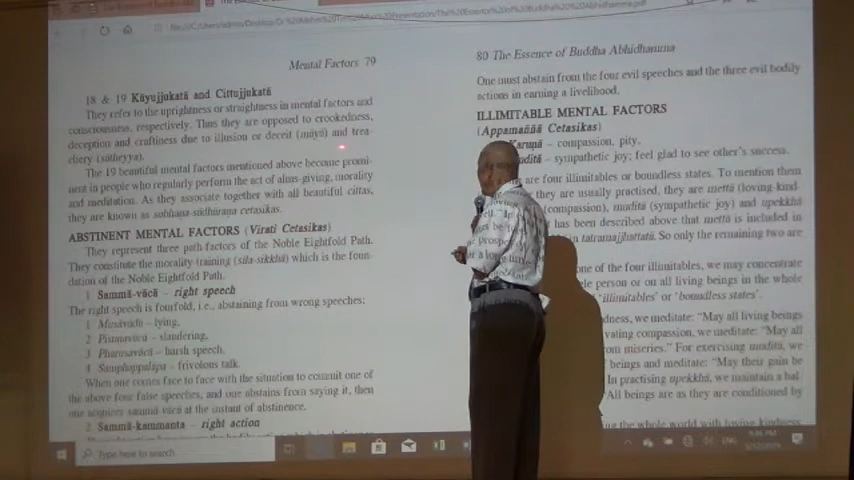 file:///C:/Users/admin/Desktop/
Mental Factors 79
18 & 19 Kāyujjukatā and Cittujjukatā
They refer to the uprightness or straightness in mental factors and
consciousness, respectively. Thus they are opposed to crookedness,
deception and craftiness due to illusion or deceit (māyā) and trea-
chery (sātheyya).
The 19 beautiful mental factors mentioned above become promi-
nent in people who regularly perform the act of alms-giving, morality
and meditation. As they associate together with all beautiful cittas,
they are known as sobhaṇa-sādhāraṇa cetasikas.
ABSTINENT MENTAL FACTORS (Virati Cetasikas)
They represent three path factors of the Noble Eightfold Path.
They constitute the morality training (sīla-sikkhā) which is the foun-
dation of the Noble Eightfold Path.
1 Sammā-vācā – right speech
The right speech is fourfold, i.e., abstaining from wrong speeches:
1 Musāvādā – lying,
2 Pisunavācā – slandering,
3 Pharusavācā – harsh speech,
4 Samphappalāpa – frivolous talk.
When one comes face to face with the situation to commit one of
the above four false speeches, and one abstains from saying it, then
one acquires sammā-vācā at the instant of abstinence.
2 Sammā-kammanta – right action
80 The Essence of Buddha Abhidhamma
One must abstain from the four evil speeches and the three evil bodily
actions in earning a livelihood.
ILLIMITABLE MENTAL FACTORS
(Appamaññā Cetasikas)
Karuṇā – compassion, pity.
– sympathetic joy; feel glad to see other's success.
are four illimitables or boundless states. To mention them
they are usually practised, they are mettā (loving-kind-
(compassion), muditā (sympathetic joy) and upekkhā
has been described above that mettā is included in
tatramajjhattatā. So only the remaining two are
one of the four illimitables, we may concentrate
person or on all living beings in the whole
'illimitables' or 'boundless states'.
we meditate: "May all living beings
compassion, we meditate: "May all
from miseries." For exercising muditā, we
beings and meditate: "May their gain be
In practising upekkhā, we maintain a bal-
"All beings are as they are conditioned by
the whole world with loving kindness
Type here to search
ENG